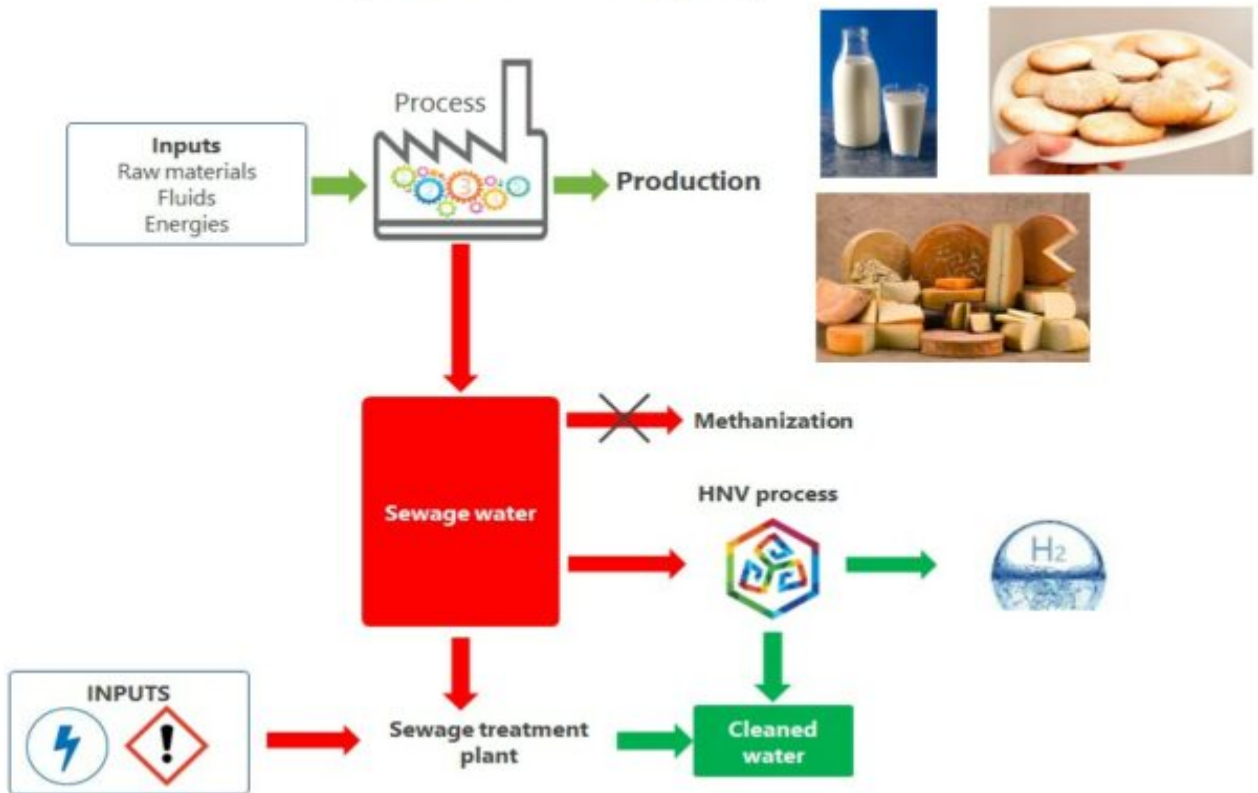 Process
Inputs
Raw materials
Fluids
Energies
Production
Methanization
Sewage water
HNV process
H2
INPUTS
!
Sewage treatment
plant
Cleaned
water